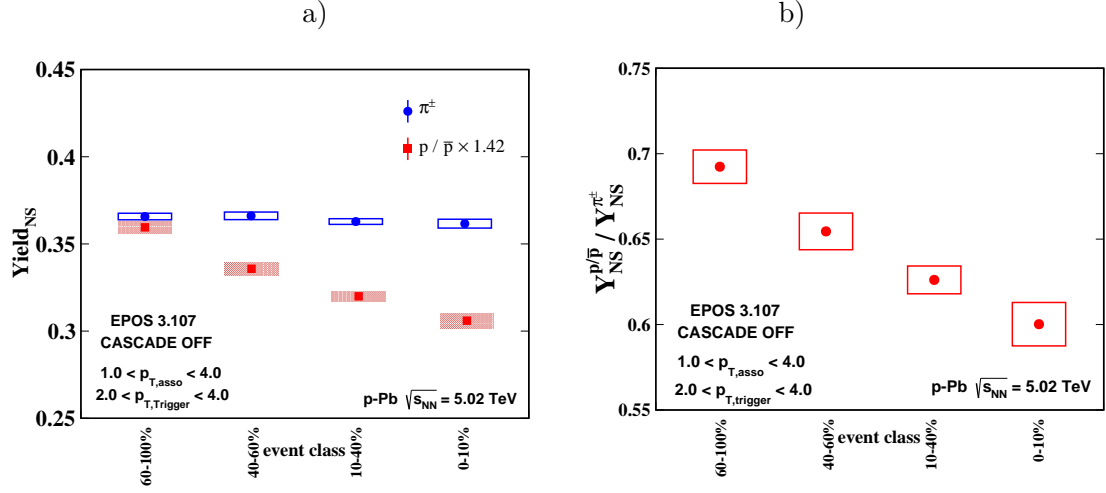 a)
0.45
0.4
0.35
0.3
0.25
Yield_NS
π±
p / p̅ × 1.42
EPOS 3.107
CASCADE OFF
1.0 < p_T,asso < 4.0
2.0 < p_T,Trigger < 4.0
p-Pb √s_NN = 5.02 TeV
60-100%
40-60%
10-40%
0-10%
event class
b)
0.75
0.7
0.65
0.6
0.55
Y_NS^p/p̅ / Y_NS^π±
EPOS 3.107
CASCADE OFF
1.0 < p_T,asso < 4.0
2.0 < p_T,trigger < 4.0
p-Pb √s_NN = 5.02 TeV
60-100%
40-60%
10-40%
0-10%
event class